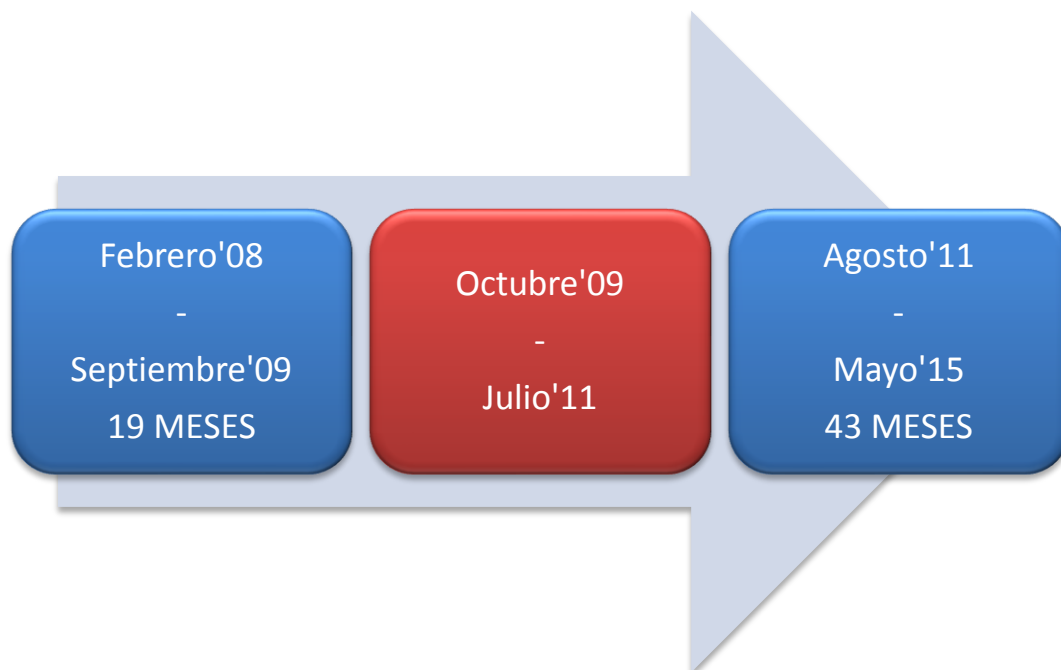 Febrero'08
-
Septiembre'09
19 MESES
Octubre'09
-
Julio'11
Agosto'11
-
Mayo'15
43 MESES